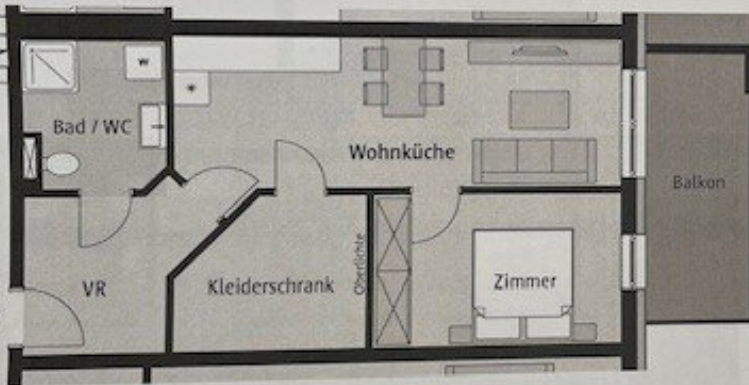 W
Bad / WC
*
Wohnküche
Balkon
VR
Kleiderschrank
Oberlichte
Zimmer